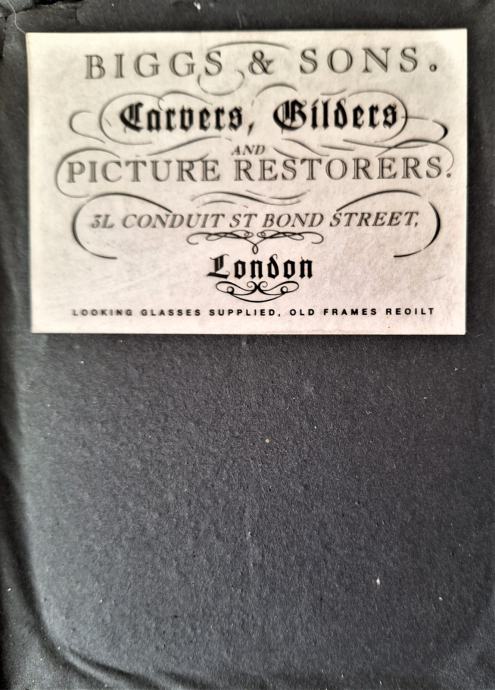 BIGGS & SONS.
Carvers, Gilders
AND
PICTURE RESTORERS.
3L CONDUIT ST BOND STREET,
London
LOOKING GLASSES SUPPLIED, OLD FRAMES REOILT